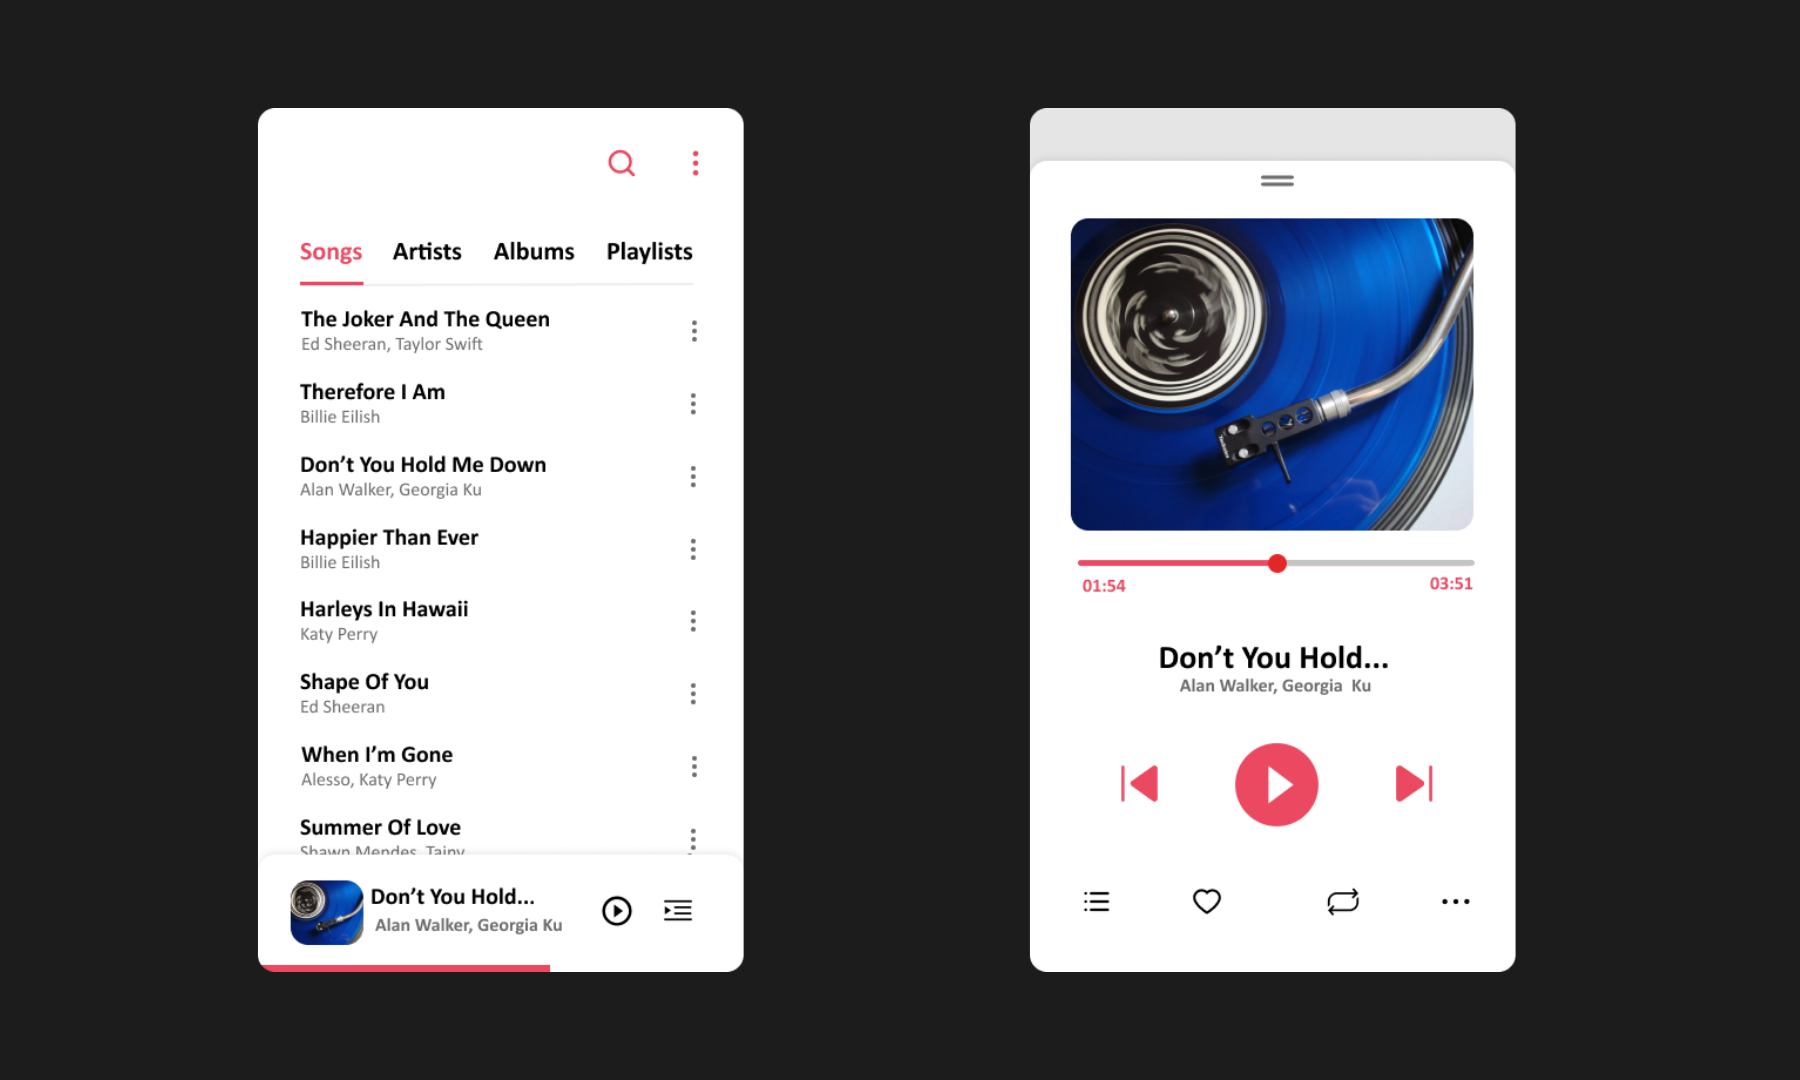 Songs Artists Albums Playlists
The Joker And The Queen
Ed Sheeran, Taylor Swift
Therefore I Am
Billie Eilish
Don’t You Hold Me Down
Alan Walker, Georgia Ku
Happier Than Ever
Billie Eilish
Harleys In Hawaii
Katy Perry
Shape Of You
Ed Sheeran
When I’m Gone
Alesso, Katy Perry
Summer Of Love
Shawn Mendes, Tainy
Don’t You Hold...
Alan Walker, Georgia Ku
01:54
03:51
Don’t You Hold...
Alan Walker, Georgia Ku